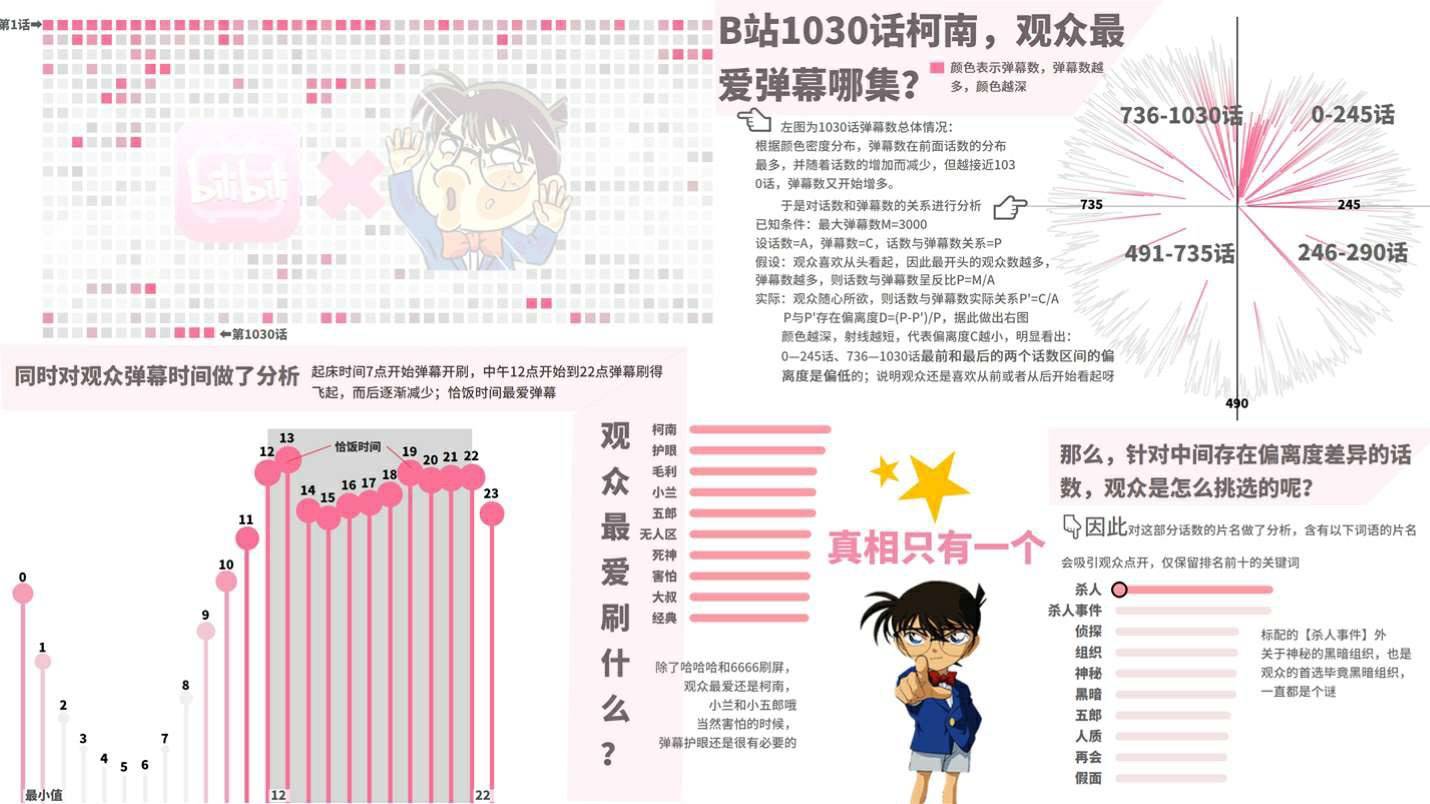 第1话➡
⬅第1030话
bilibili
B站1030话柯南，观众最
爱弹幕哪集？
颜色表示弹幕数，弹幕数越
多，颜色越深
左图为1030话弹幕数总体情况：
根据颜色密度分布，弹幕数在前面话数的分布
最多，并随着话数的增加而减少，但越接近103
0话，弹幕数又开始增多。
于是对话数和弹幕数的关系进行分析
已知条件：最大弹幕数M=3000
设话数=A，弹幕数=C，话数与弹幕数关系=P
假设：观众喜欢从头看起，因此最开头的观众数越多，
弹幕数越多，则话数与弹幕数呈反比P=M/A
实际：观众随心所欲，则话数与弹幕数实际关系P'=C/A
P与P'存在偏离度D=(P-P')/P，据此做出右图
颜色越深，射线越短，代表偏离度C越小，明显看出：
0—245话、736—1030话最前和最后的两个话数区间的偏
离度是偏低的；说明观众还是喜欢从前或者从后开始看起呀
736-1030话
0-245话
735
245
491-735话
246-290话
490
同时对观众弹幕时间做了分析
起床时间7点开始弹幕开刷，中午12点开始到22点弹幕刷得
飞起，而后逐渐减少；恰饭时间最爱弹幕
恰饭时间
0
1
2
3
4
5
6
7
8
9
10
11
12
13
14
15
16
17
18
19
20
21
22
23
最小值
12
22
观众最爱刷什么？
柯南
护眼
毛利
小兰
五郎
无人区
死神
害怕
大叔
经典
除了哈哈哈和6666刷屏，
观众最爱还是柯南，
小兰和小五郎哦
当然害怕的时候，
弹幕护眼还是很有必要的
真相只有一个
那么，针对中间存在偏离度差异的话
数，观众是怎么挑选的呢？
因此对这部分话数的片名做了分析，含有以下词语的片名
会吸引观众点开，仅保留排名前十的关键词
杀人
杀人事件
侦探
组织
神秘
黑暗
五郎
人质
再会
假面
标配的【杀人事件】外
关于神秘的黑暗组织，也是
观众的首选毕竟黑暗组织，
一直都是个谜